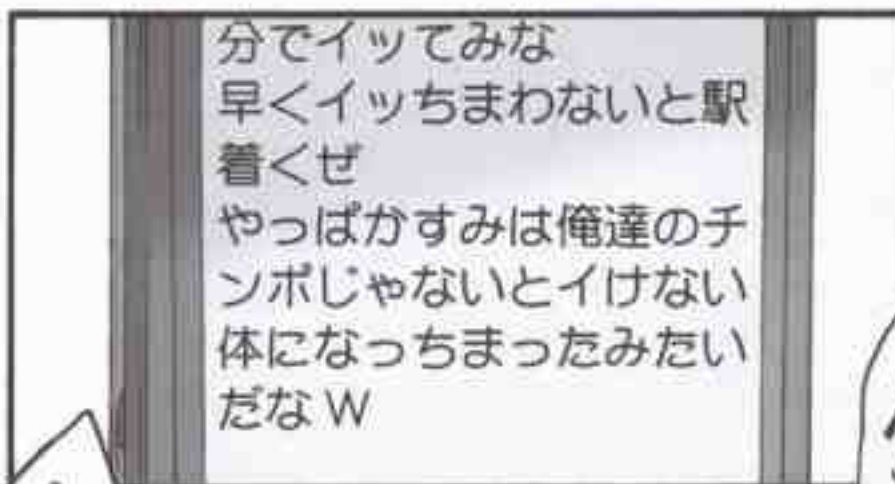 分でイッてみな
早くイッちまわないと駅
着くぜ
やっぱかすみは俺達のチ
ンポじゃないとイけない
体になっちまったみたい
だなW